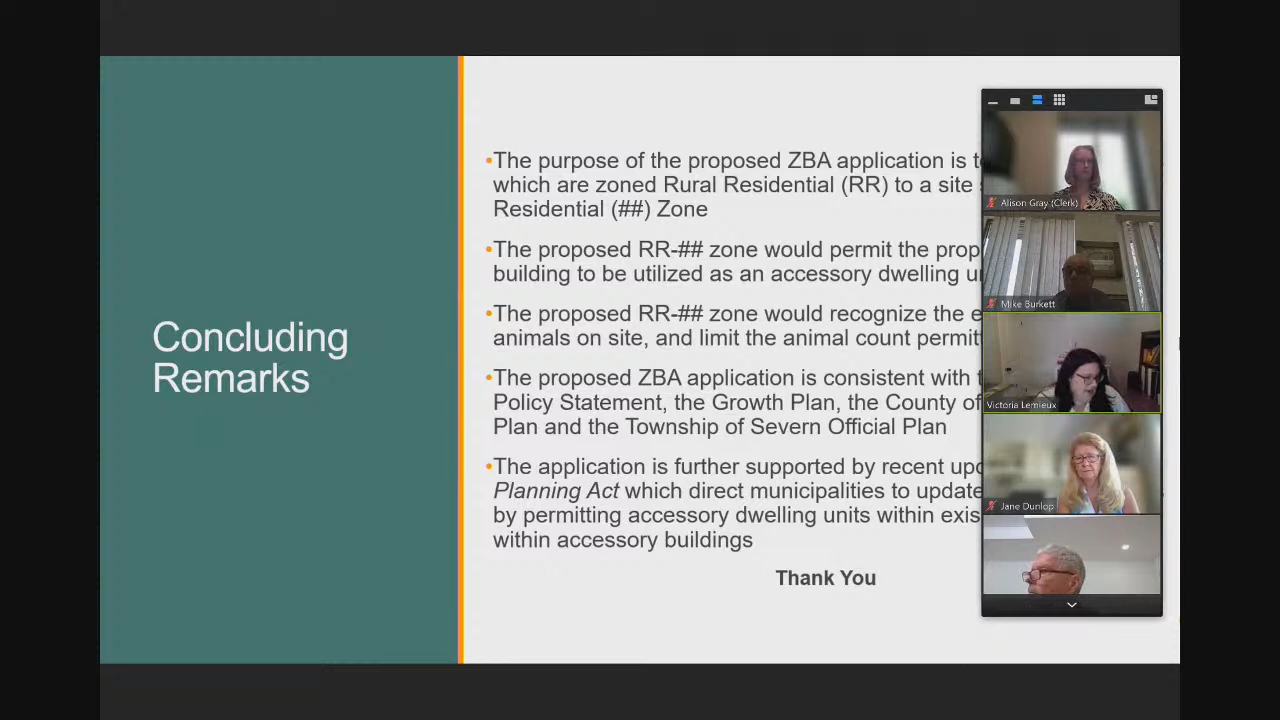 Concluding
Remarks
•The purpose of the proposed ZBA application is
which are zoned Rural Residential (RR) to a site
Residential (##) Zone
•The proposed RR-## zone would permit the
building to be utilized as an accessory dwelling
•The proposed RR-## zone would recognize the
animals on site, and limit the animal count
•The proposed ZBA application is consistent with
Policy Statement, the Growth Plan, the County of
Plan and the Township of Severn Official Plan
•The application is further supported by recent
Planning Act which direct municipalities to update
by permitting accessory dwelling units within
within accessory buildings
Thank You
Alison Gray (Clerk)
Mike Burkett
Victoria Lemieux
Jane Dunlop